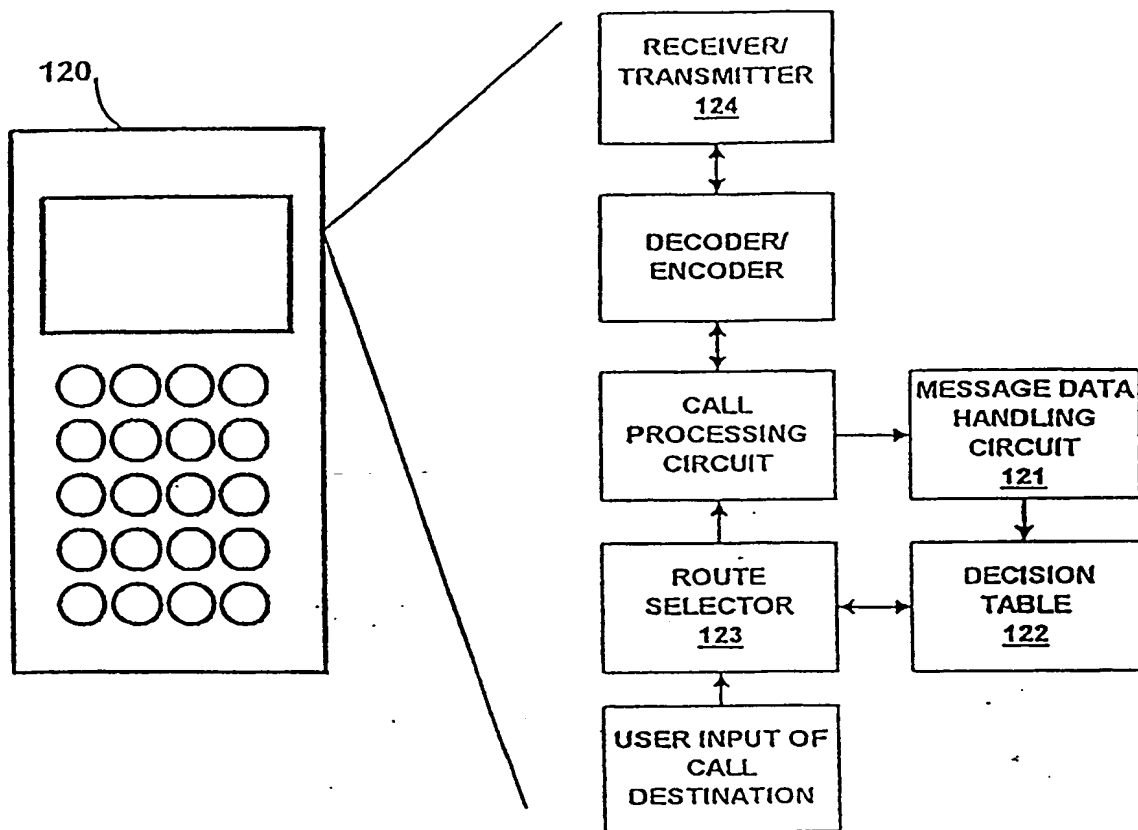 120
RECEIVER/
TRANSMITTER
124
DECODER/
ENCODER
CALL
PROCESSING
CIRCUIT
MESSAGE DATA
HANDLING
CIRCUIT
121
ROUTE
SELECTOR
123
DECISION
TABLE
122
USER INPUT OF
CALL
DESTINATION